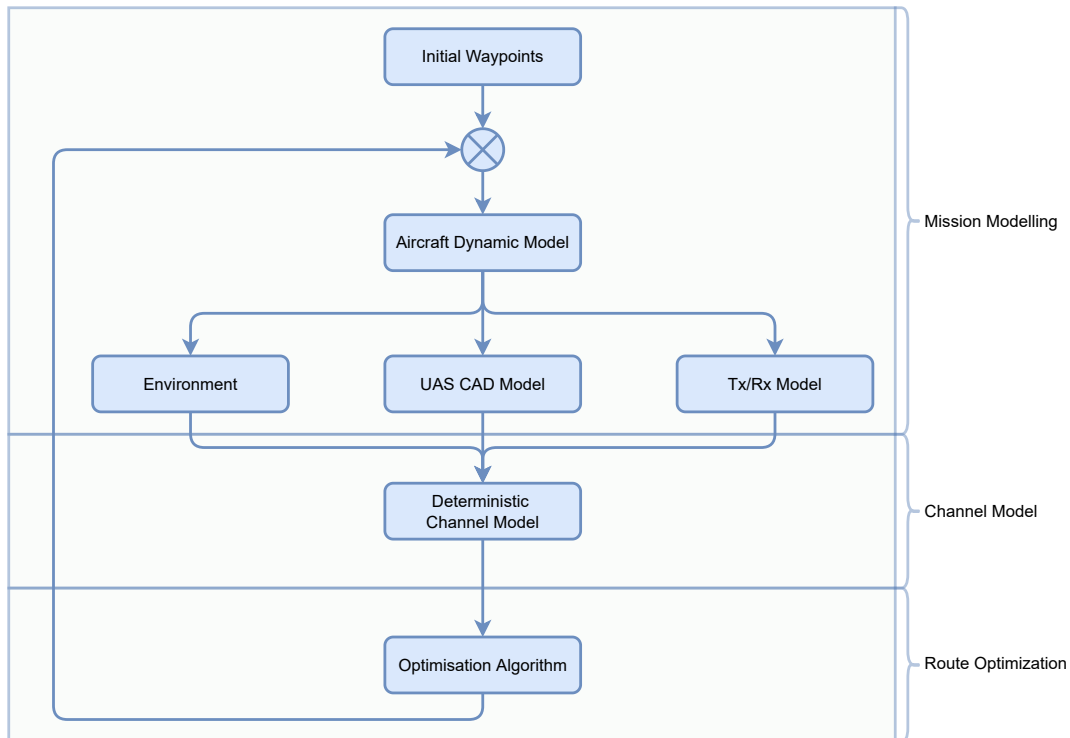 Initial Waypoints
Aircraft Dynamic Model
Mission Modelling
Environment
UAS CAD Model
Tx/Rx Model
Deterministic
Channel Model
Channel Model
Optimisation Algorithm
Route Optimization